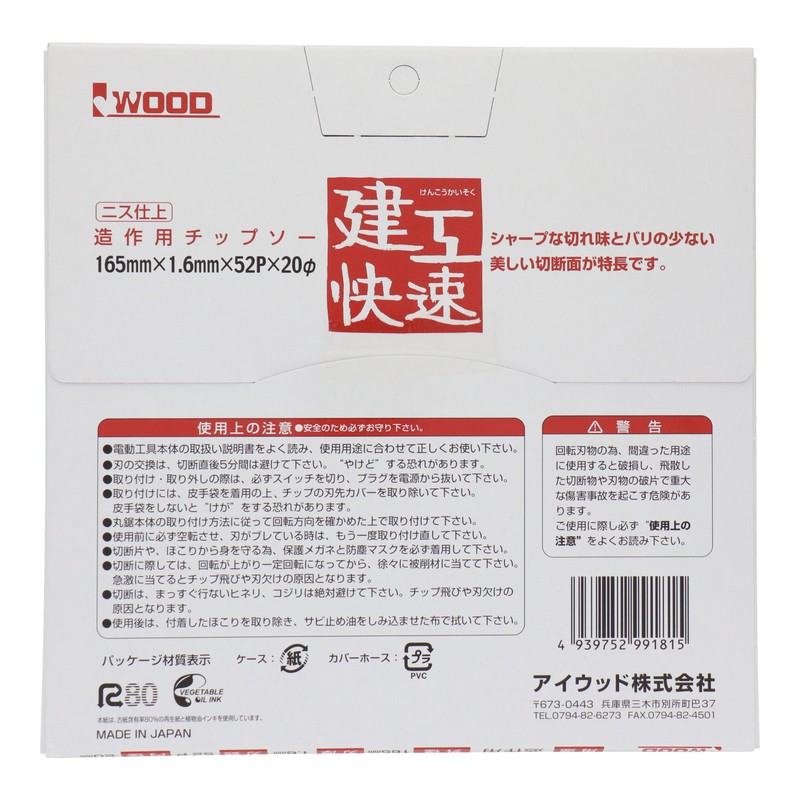 IWOOD
ニス仕上
造作用チップソー
165mm×1.6mm×52P×20φ
けんこうかいそく
建工
快速
シャープな切れ味とバリの少ない
美しい切断面が特長です。
使用上の注意●安全のため必ずお守り下さい。
●電動工具本体の取扱い説明書をよく読み、使用用途に合わせて正しくお使い下さい。
●刃の交換は、切断直後5分間は避けて下さい。“やけど”する恐れがあります。
●取り付け・取り外しの際は、必ずスイッチを切り、プラグを電源から抜いて下さい。
●取り付けには、皮手袋を着用の上、チップの刃先カバーを取り除いて下さい。
皮手袋をしないと“けが”をする恐れがあります。
●丸鋸本体の取り付け方法に従って回転方向を確かめた上で取り付けて下さい。
●使用前に必ず空転させ、刃がブレている時は、もう一度取り付け直して下さい。
●切断片や、ほこりから身を守る為、保護メガネと防塵マスクを必ず着用して下さい。
●切断に際しては、回転が上がり一定回転になってから、徐々に被削材に当てて下さい。
急激に当てるとチップ飛びや刃欠けの原因となります。
●切断は、まっすぐ行ないヒネリ、コジリは絶対避けて下さい。チップ飛びや刃欠けの
原因となります。
●使用後は、付着したほこりを取り除き、サビ止め油をしみ込ませた布で拭いて下さい。
⚠ 警告
回転刃物の為、間違った用途
に使用すると破損し、飛散し
た切断物や刃物の破片で重大
な傷害事故を起こす危険があ
ります。
ご使用に際し必ず“使用上の
注意”をよくお読み下さい。
4 939752 991815
パッケージ材質表示 ケース：紙 カバーホース：プラ
PVC
R80 VEGETABLE
OIL INK
本紙は、古紙含有率80%の再生紙と植物油インキを使用しています。
MADE IN JAPAN
アイウッド株式会社
〒673-0443 兵庫県三木市別所町巴37
TEL.0794-82-6273 FAX.0794-82-4501